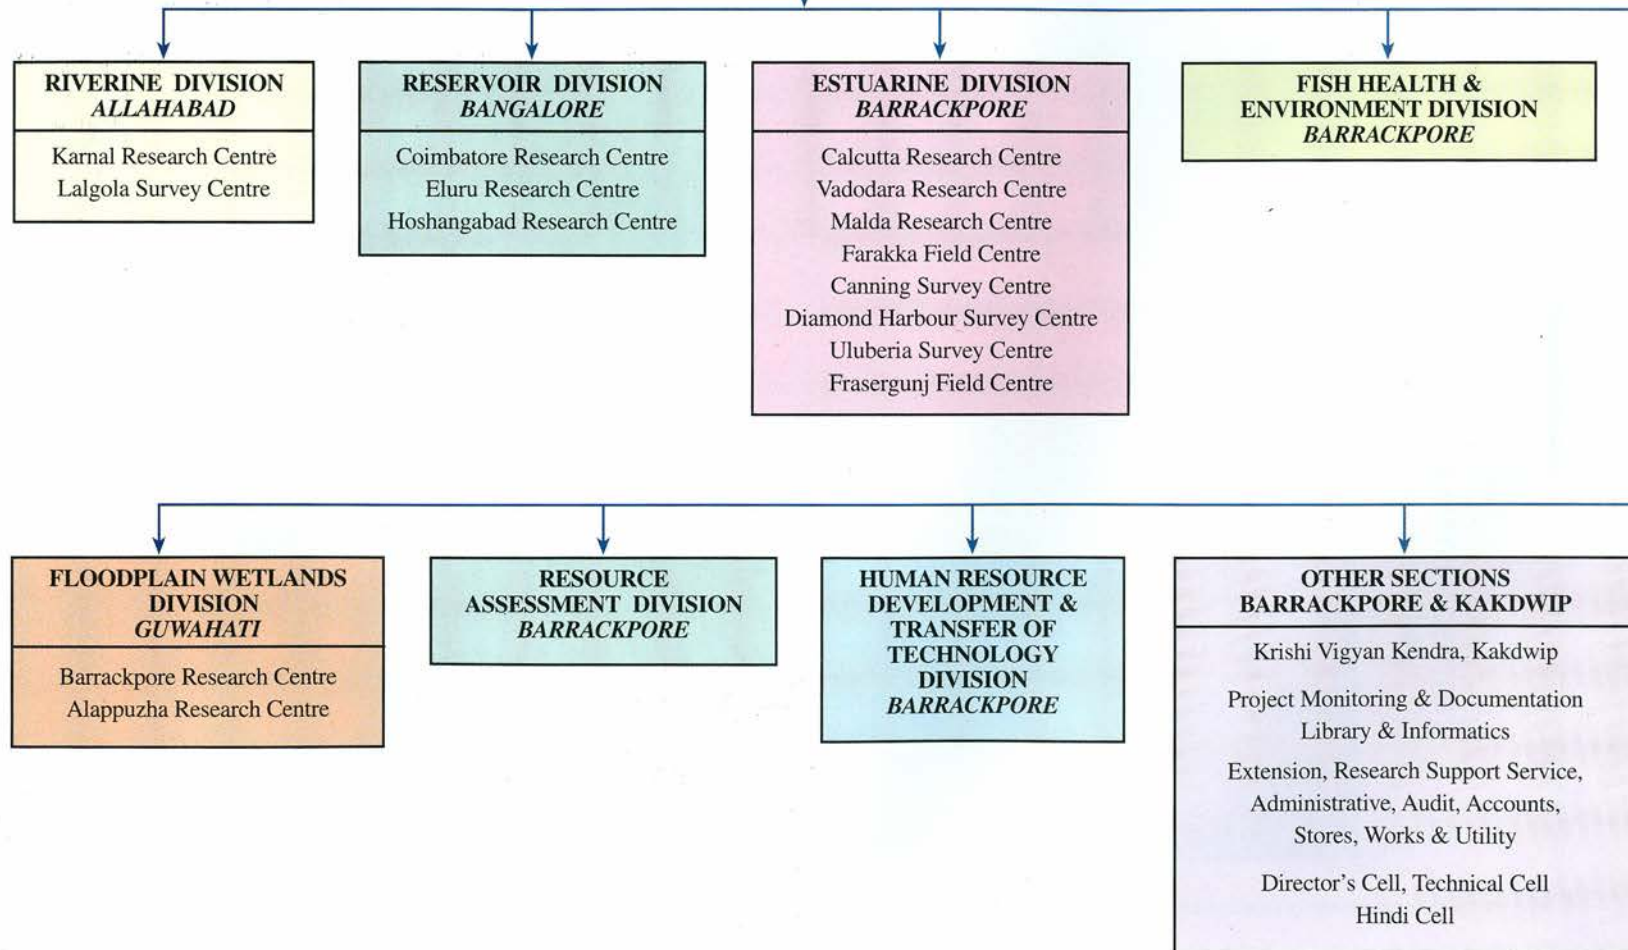 RIVERINE DIVISION
ALLAHABAD
Karnal Research Centre
Lalgola Survey Centre
RESERVOIR DIVISION
BANGALORE
Coimbatore Research Centre
Eluru Research Centre
Hoshangabad Research Centre
ESTUARINE DIVISION
BARRACKPORE
Calcutta Research Centre
Vadodara Research Centre
Malda Research Centre
Farakka Field Centre
Canning Survey Centre
Diamond Harbour Survey Centre
Uluberia Survey Centre
Frasergunj Field Centre
FISH HEALTH &
ENVIRONMENT DIVISION
BARRACKPORE
FLOODPLAIN WETLANDS
DIVISION
GUWAHATI
Barrackpore Research Centre
Alappuzha Research Centre
RESOURCE
ASSESSMENT DIVISION
BARRACKPORE
HUMAN RESOURCE
DEVELOPMENT &
TRANSFER OF
TECHNOLOGY
DIVISION
BARRACKPORE
OTHER SECTIONS
BARRACKPORE & KAKDWIP
Krishi Vigyan Kendra, Kakdwip
Project Monitoring & Documentation
Library & Informatics
Extension, Research Support Service,
Administrative, Audit, Accounts,
Stores, Works & Utility
Director's Cell, Technical Cell
Hindi Cell